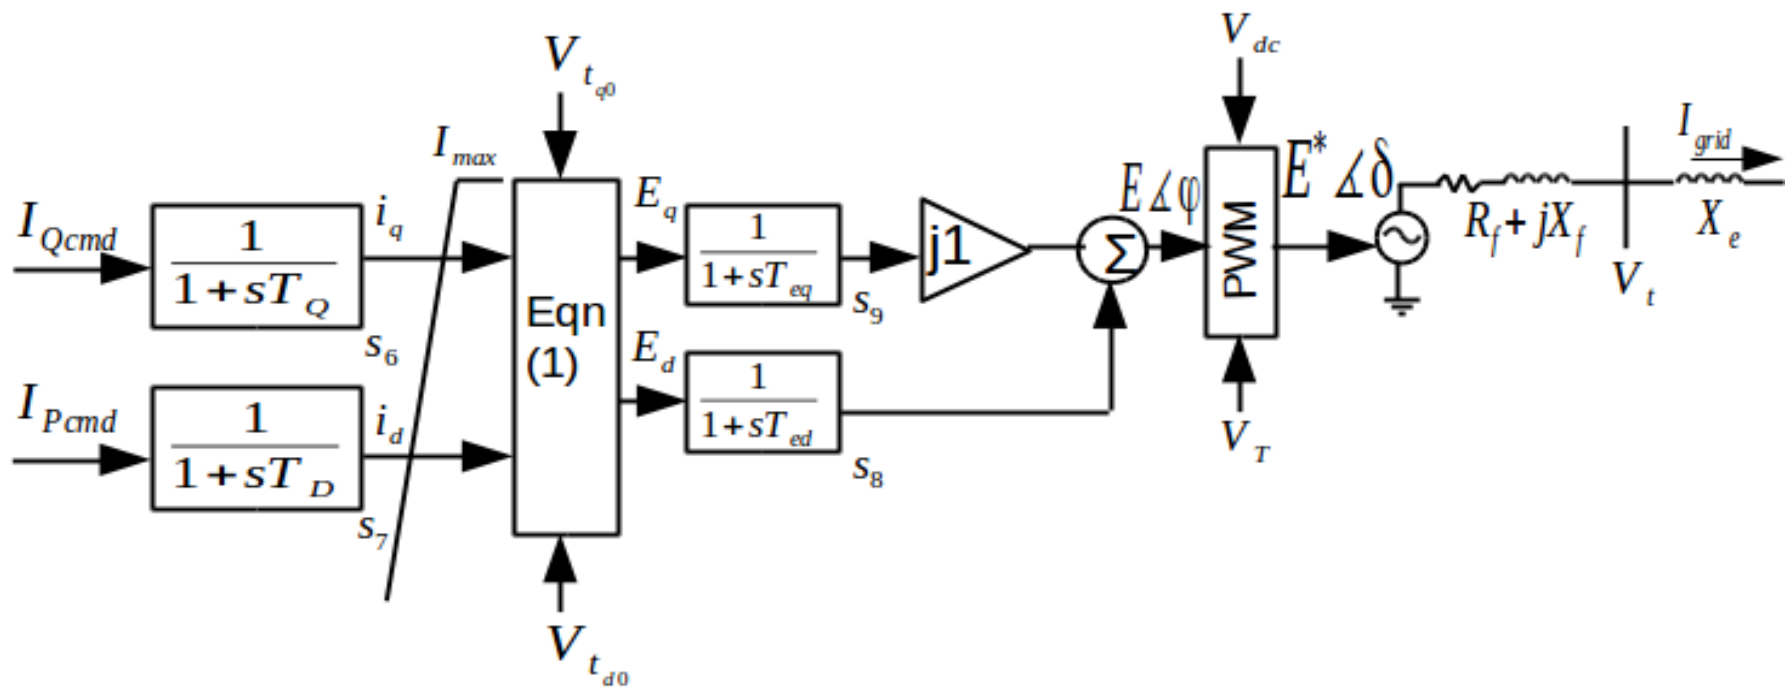 V_{t_{q0}}
V_{dc}
I_{max}
I_{Qcmd}
1
1+sT_Q
i_q
s_6
I_{Pcmd}
1
1+sT_D
i_d
s_7
Eqn
(1)
V_{t_{d0}}
E_q
1
1+sT_{eq}
s_9
E_d
1
1+sT_{ed}
s_8
j1
Σ
E∡φ
PWM
V_T
E^*∡δ
R_f+jX_f
V_t
I_{grid}
X_e